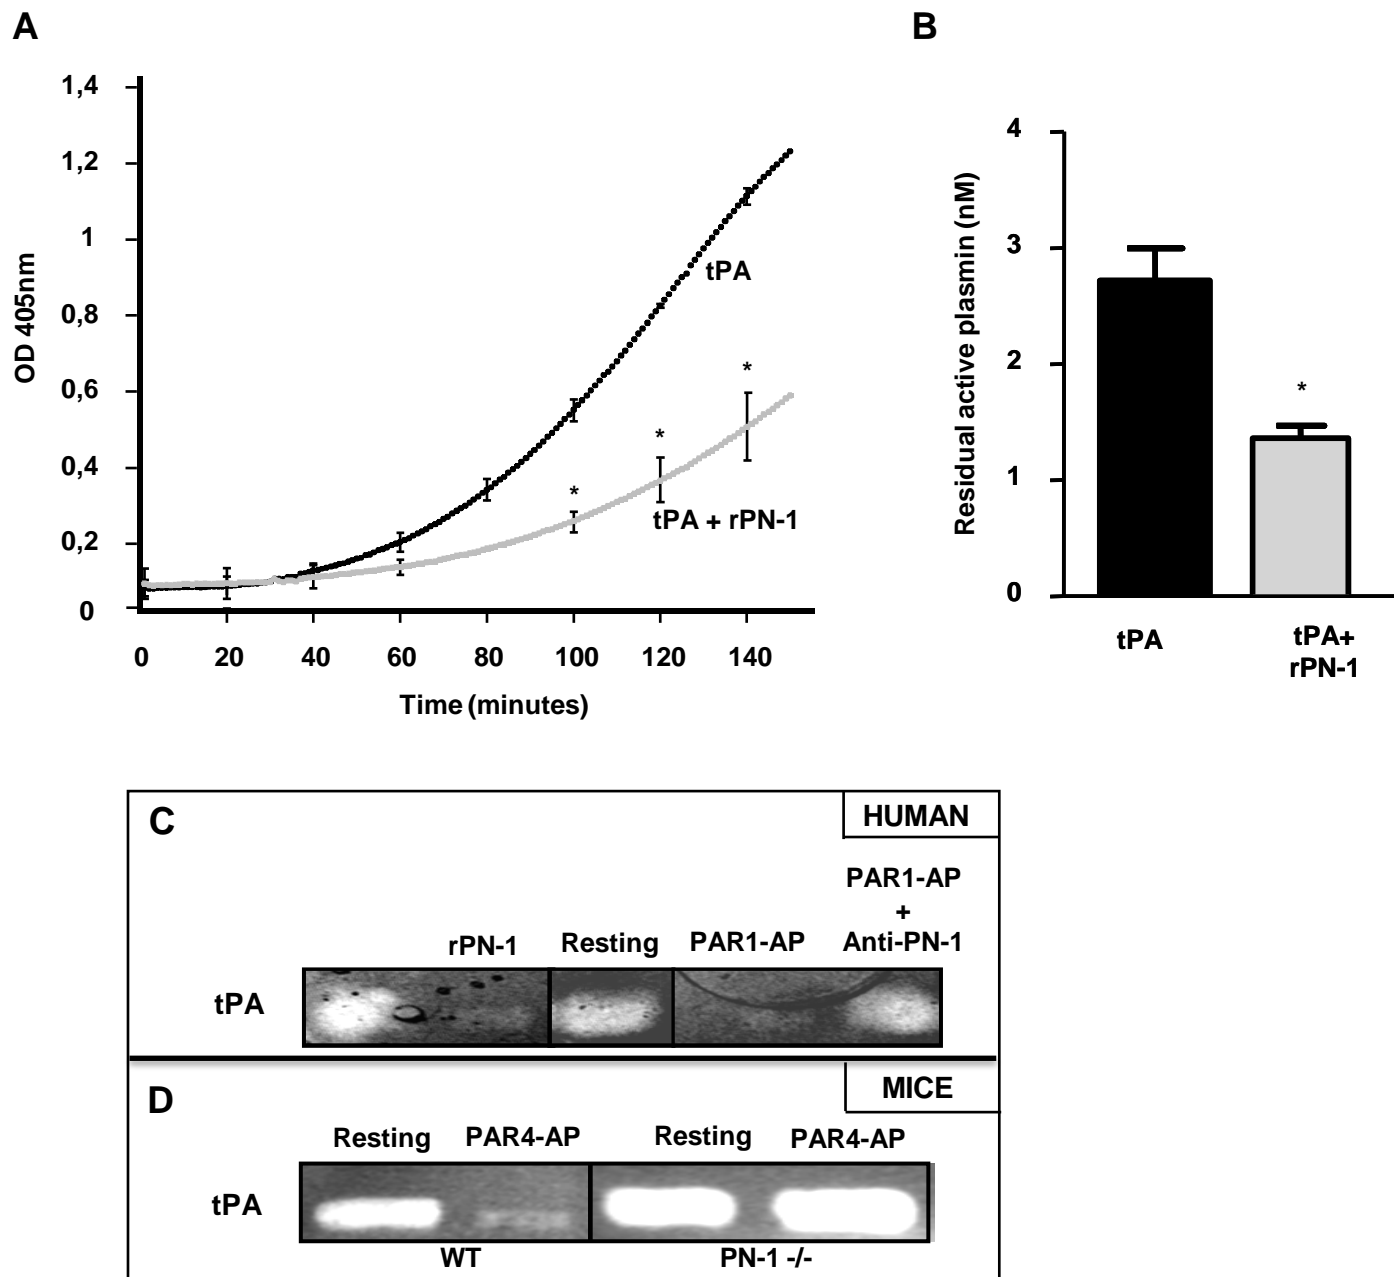 A
1,4
1,2
1
0,8
0,6
0,4
0,2
0
OD 405nm
tPA
*
*
*
tPA + rPN-1
0 20 40 60 80 100 120 140
Time (minutes)
B
4
3
2
1
0
Residual active plasmin (nM)
*
tPA
tPA+
rPN-1
C
HUMAN
rPN-1
Resting
PAR1-AP
PAR1-AP
+
Anti-PN-1
tPA
D
MICE
Resting PAR4-AP Resting PAR4-AP
tPA
WT PN-1 -/-